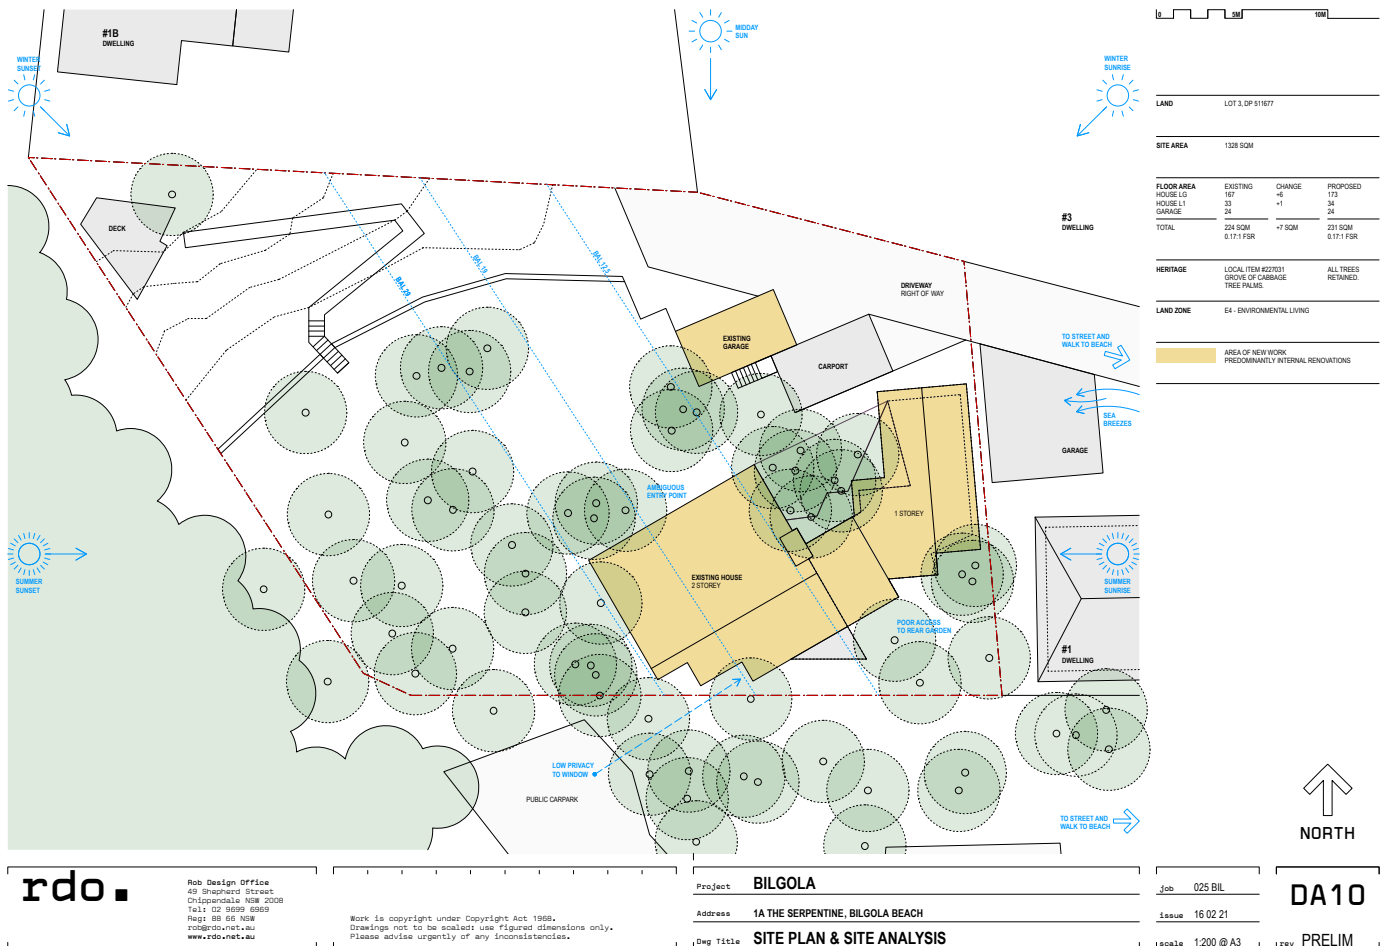 #1B
DWELLING
WINTER
SUNSET
MIDDAY
SUN
WINTER
SUNRISE
0
5M
10M
LAND LOT 3, DP 511677
SITE AREA 1328 SQM
FLOOR AREA EXISTING CHANGE PROPOSED
HOUSE LG 167 +6 173
HOUSE L1 33 +1 34
GARAGE 24 24
TOTAL 224 SQM +7 SQM 231 SQM
0.17:1 FSR 0.17:1 FSR
HERITAGE LOCAL ITEM #227031 ALL TREES
GROVE OF CABBAGE RETAINED.
TREE PALMS.
LAND ZONE E4 - ENVIRONMENTAL LIVING
AREA OF NEW WORK
PREDOMINANTLY INTERNAL RENOVATIONS
DECK
#3
DWELLING
BAL 29
BAL 19
BAL 12.5
DRIVEWAY
RIGHT OF WAY
EXISTING
GARAGE
CARPORT
TO STREET AND
WALK TO BEACH
SEA
BREEZES
GARAGE
AMBIGUOUS
ENTRY POINT
1 STOREY
EXISTING HOUSE
2 STOREY
SUMMER
SUNSET
SUMMER
SUNRISE
POOR ACCESS
TO REAR GARDEN
#1
DWELLING
LOW PRIVACY
TO WINDOW
PUBLIC CARPARK
TO STREET AND
WALK TO BEACH
NORTH
rdo.
Rob Design Office
49 Shepherd Street
Chippendale NSW 2008
Tel: 02 9699 6969
Reg: 88 66 NSW
rob@rdo.net.au
www.rdo.net.au
Work is copyright under Copyright Act 1968.
Drawings not to be scaled: use figured dimensions only.
Please advise urgently of any inconsistencies.
Project BILGOLA
Address 1A THE SERPENTINE, BILGOLA BEACH
Dwg Title SITE PLAN & SITE ANALYSIS
job 025 BIL
issue 16 02 21
scale 1:200 @ A3
DA10
rev PRELIM